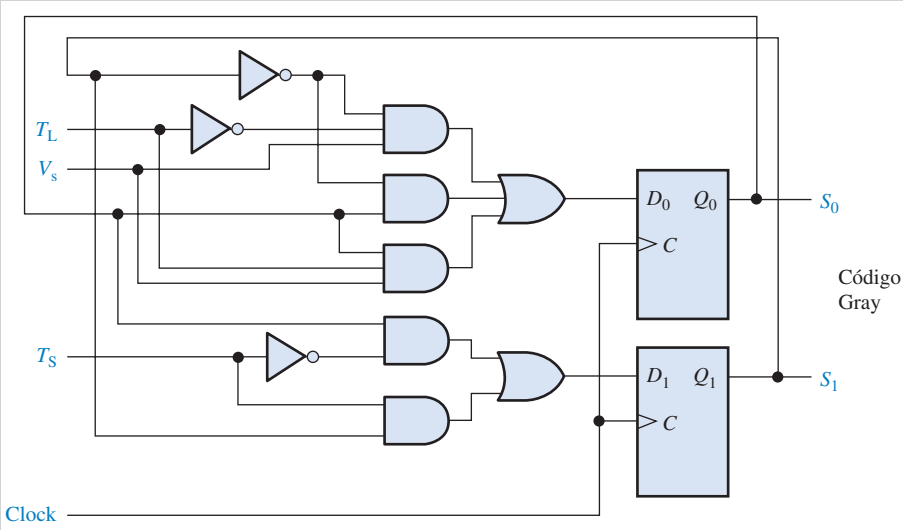 T_L
V_s
D_0 Q_0
S_0
C
Código
Gray
T_S
D_1 Q_1
S_1
C
Clock